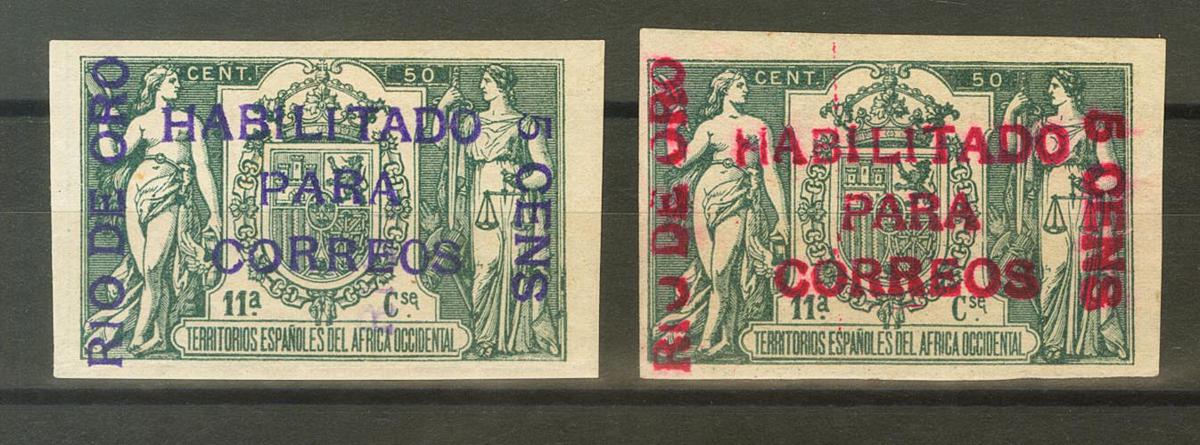 CENT. 50
RIO DE ORO
HABILITADO
PARA
CORREOS
5 CENS
11ª Cse
TERRITORIOS ESPAÑOLES DEL AFRICA OCCIDENTAL
CENT. 50
RIO DE ORO
HABILITADO
PARA
CORREOS
5 CENS
11ª Cse
TERRITORIOS ESPAÑOLES DEL AFRICA OCCIDENTAL